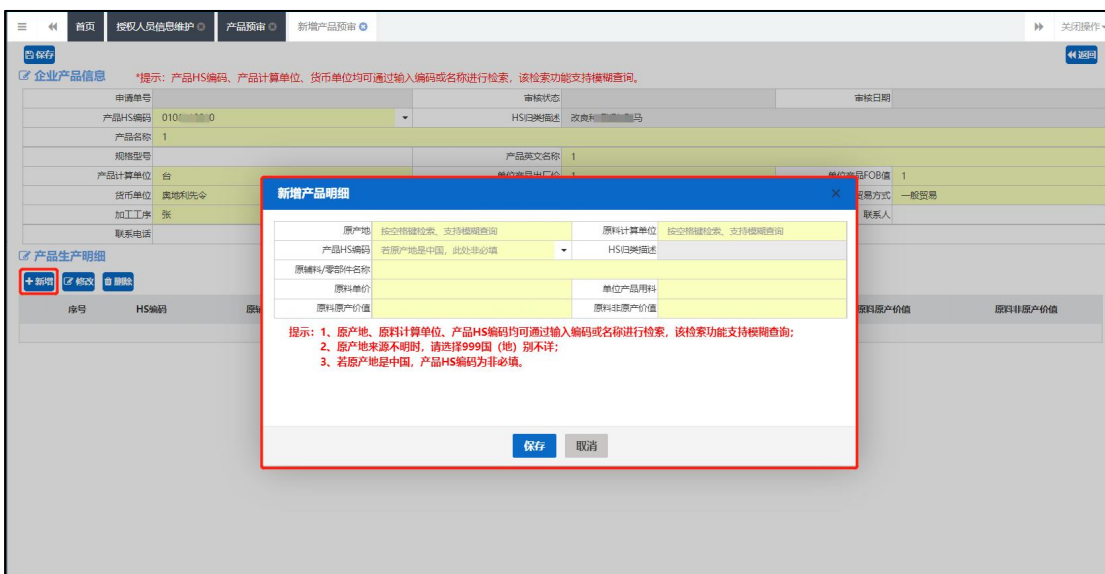 首页 授权人员信息维护 产品预审 新增产品预审 关闭操作
保存 返回
企业产品信息 *提示：产品HS编码、产品计算单位、货币单位均可通过输入编码或名称进行检索，该检索功能支持模糊查询。
申请单号 审核状态 审核日期
产品HS编码 010 0 HS归类描述 改良 马
产品名称 1
规格型号 产品英文名称 1
产品计算单位 台 1 单位产品FOB值 1
货币单位 奥地利先令 贸易方式 一般贸易
加工工序 张 联系人
联系电话
产品生产明细
新增 修改 删除
序号 HS编码 原料原产价值 原料非原产价值
新增产品明细
原产地 按空格键检索、支持模糊查询 原料计算单位 按空格键检索、支持模糊查询
产品HS编码 若原产地是中国，此处非必填 HS归类描述
原辅料/零部件名称
原料单价 单位产品用料
原料原产价值 原料非原产价值
提示：1、原产地、原料计算单位、产品HS编码均可通过输入编码或名称进行检索，该检索功能支持模糊查询；
2、原产地来源不明时，请选择999国（地）别不详；
3、若原产地是中国，产品HS编码为非必填。
保存 取消